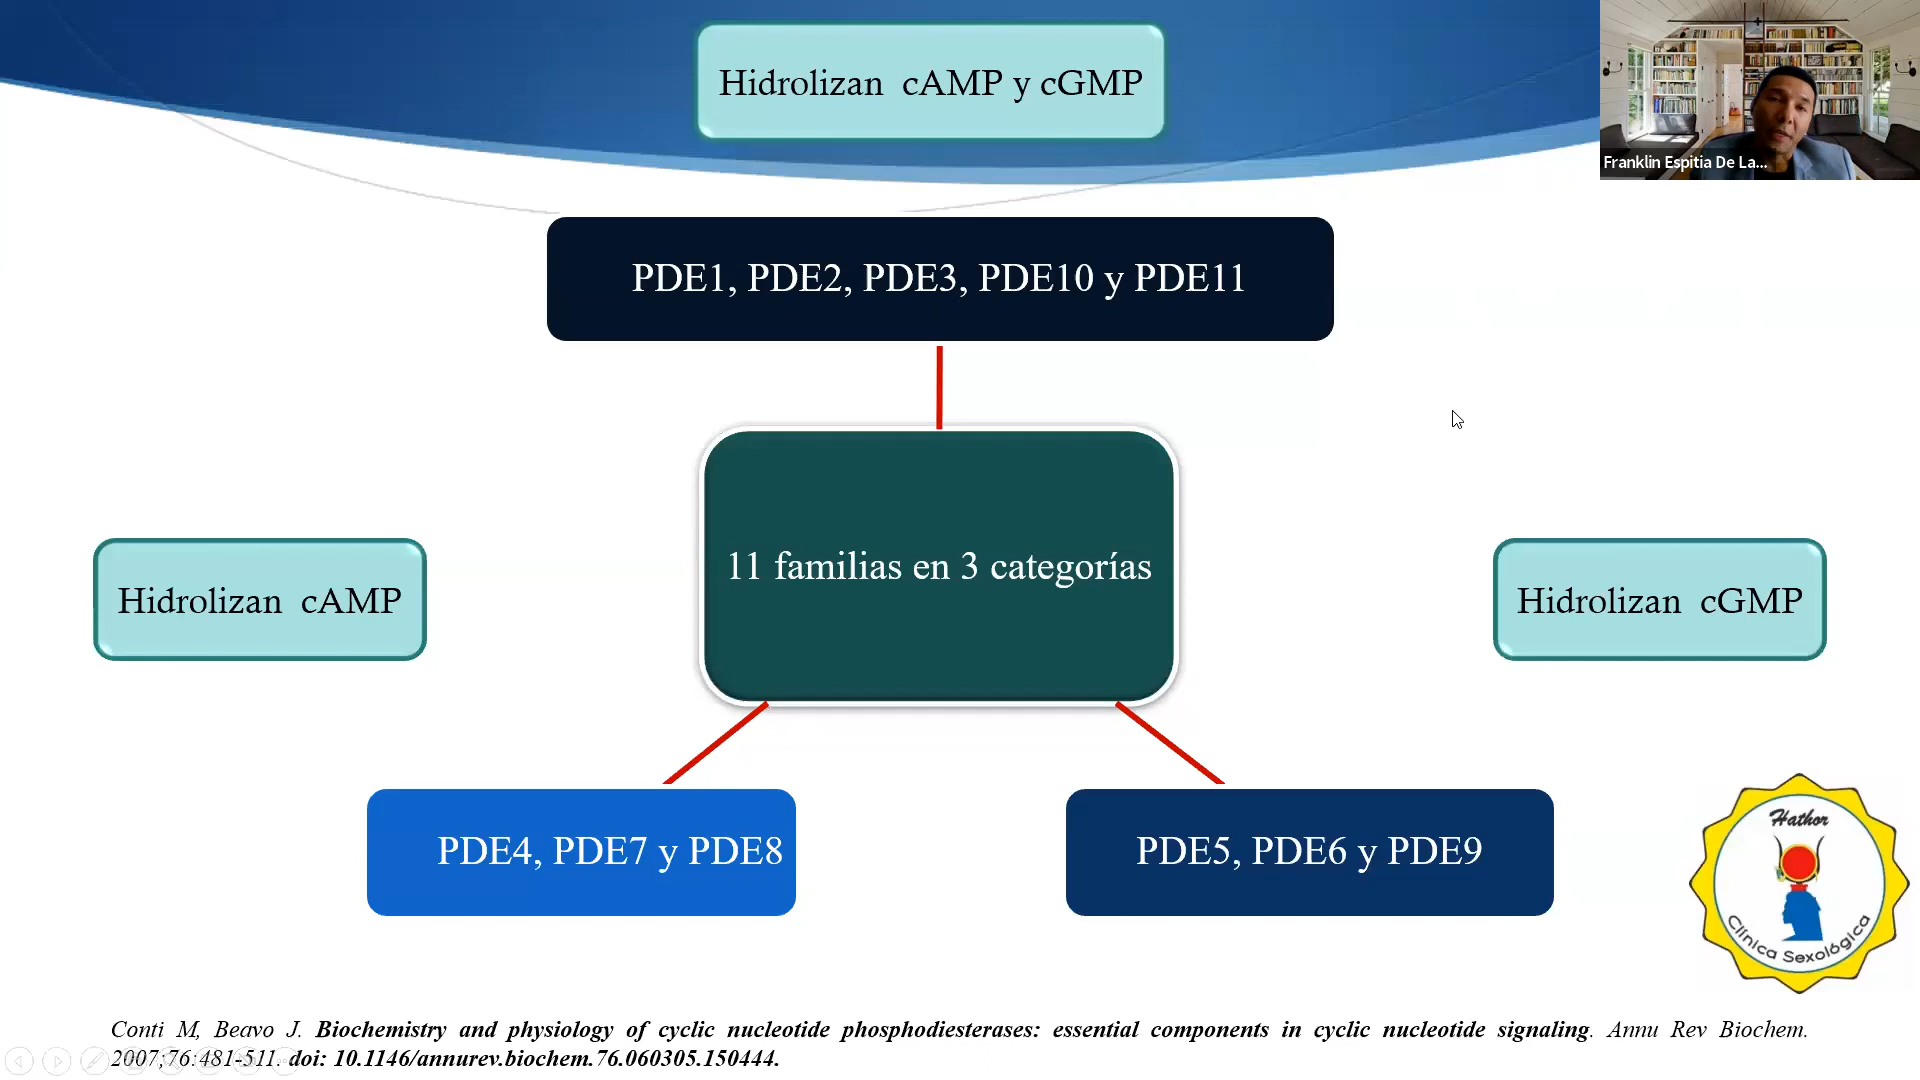 Hidrolizan cAMP y cGMP
Franklin Espitia De La...
PDE1, PDE2, PDE3, PDE10 y PDE11
11 familias en 3 categorías
Hidrolizan cAMP
Hidrolizan cGMP
PDE4, PDE7 y PDE8
PDE5, PDE6 y PDE9
Hathor
Clínica Sexológica
Conti M, Beavo J. Biochemistry and physiology of cyclic nucleotide phosphodiesterases: essential components in cyclic nucleotide signaling. Annu Rev Biochem.
2007;76:481-511. doi: 10.1146/annurev.biochem.76.060305.150444.